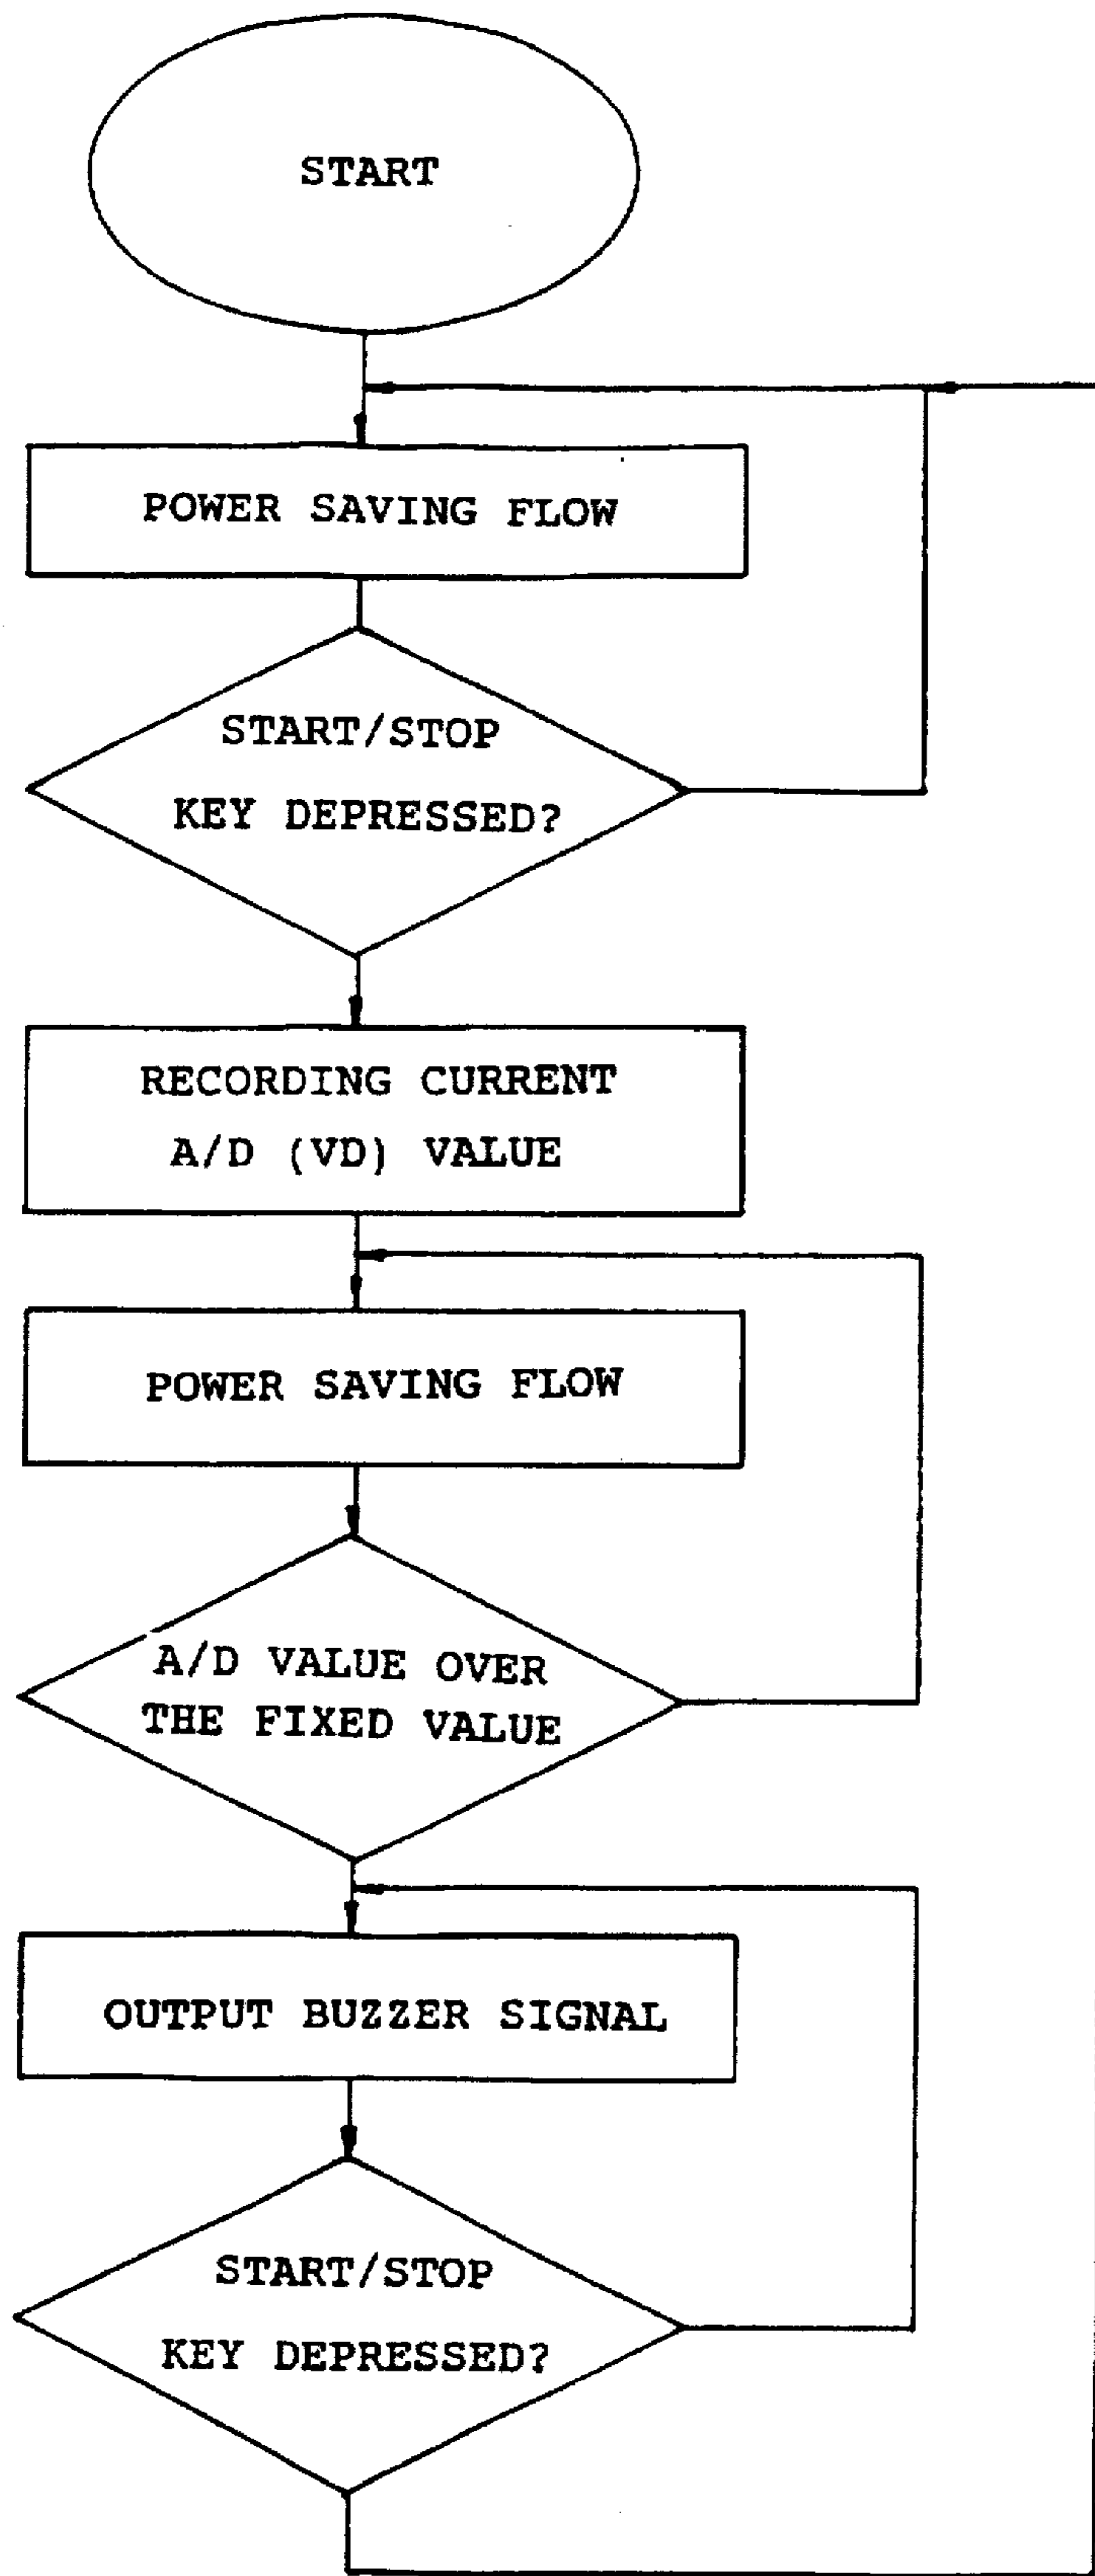 START
POWER SAVING FLOW
START/STOP
KEY DEPRESSED?
RECORDING CURRENT
A/D (VD) VALUE
POWER SAVING FLOW
A/D VALUE OVER
THE FIXED VALUE
OUTPUT BUZZER SIGNAL
START/STOP
KEY DEPRESSED?